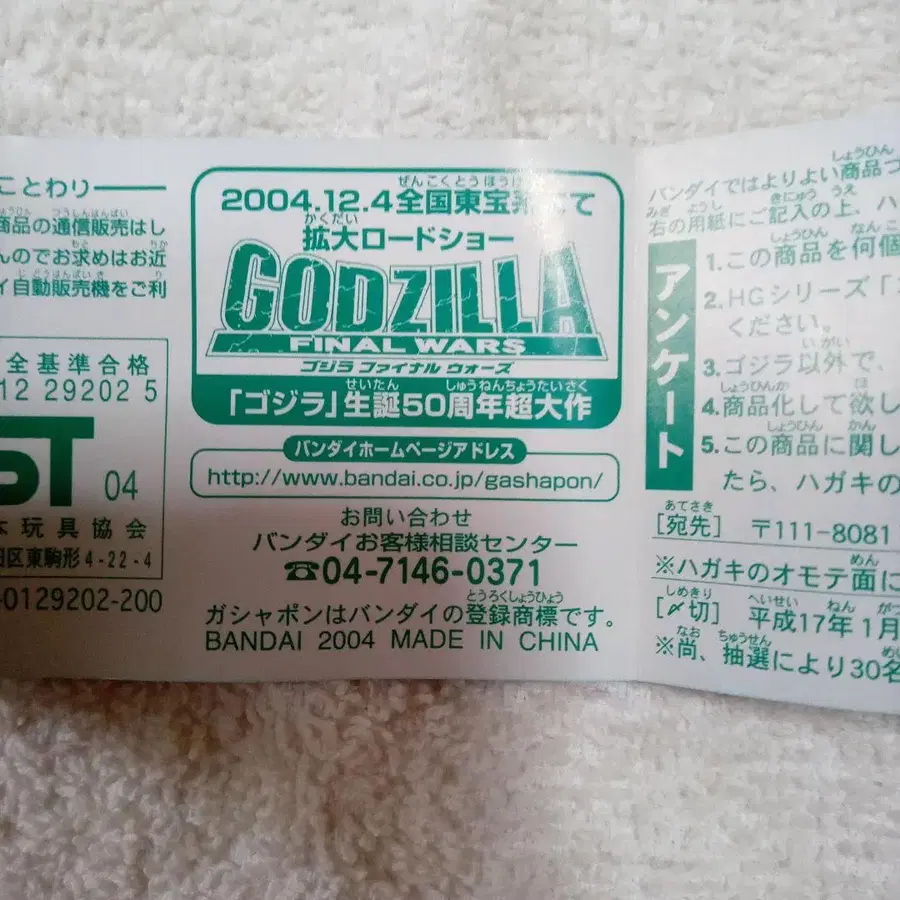 ことわり
商品の通信販売はし
んのでお求めはお近
イ自動販売機をご利
全基準合格
12 29202 5
ST 04
本玩具協会
区東駒形4-22-4
0129202-200
2004.12.4全国東宝系にて
拡大ロードショー
GODZILLA
FINAL WARS
ゴジラ ファイナル ウォーズ
「ゴジラ」生誕50周年超大作
バンダイホームページアドレス
http://www.bandai.co.jp/gashapon/
お問い合わせ
バンダイお客様相談センター
☎04-7146-0371
ガシャポンはバンダイの登録商標です。
BANDAI 2004 MADE IN CHINA
バンダイではよりよい商品づ
右の用紙にご記入の上、ハ
アンケート
1.この商品を何個
2.HGシリーズ「
ください。
3.ゴジラ以外で、
4.商品化して欲し
5.この商品に関し
たら、ハガキの
[宛先] 〒111-8081
※ハガキのオモテ面に
[〆切] 平成17年1月
※尚、抽選により30名